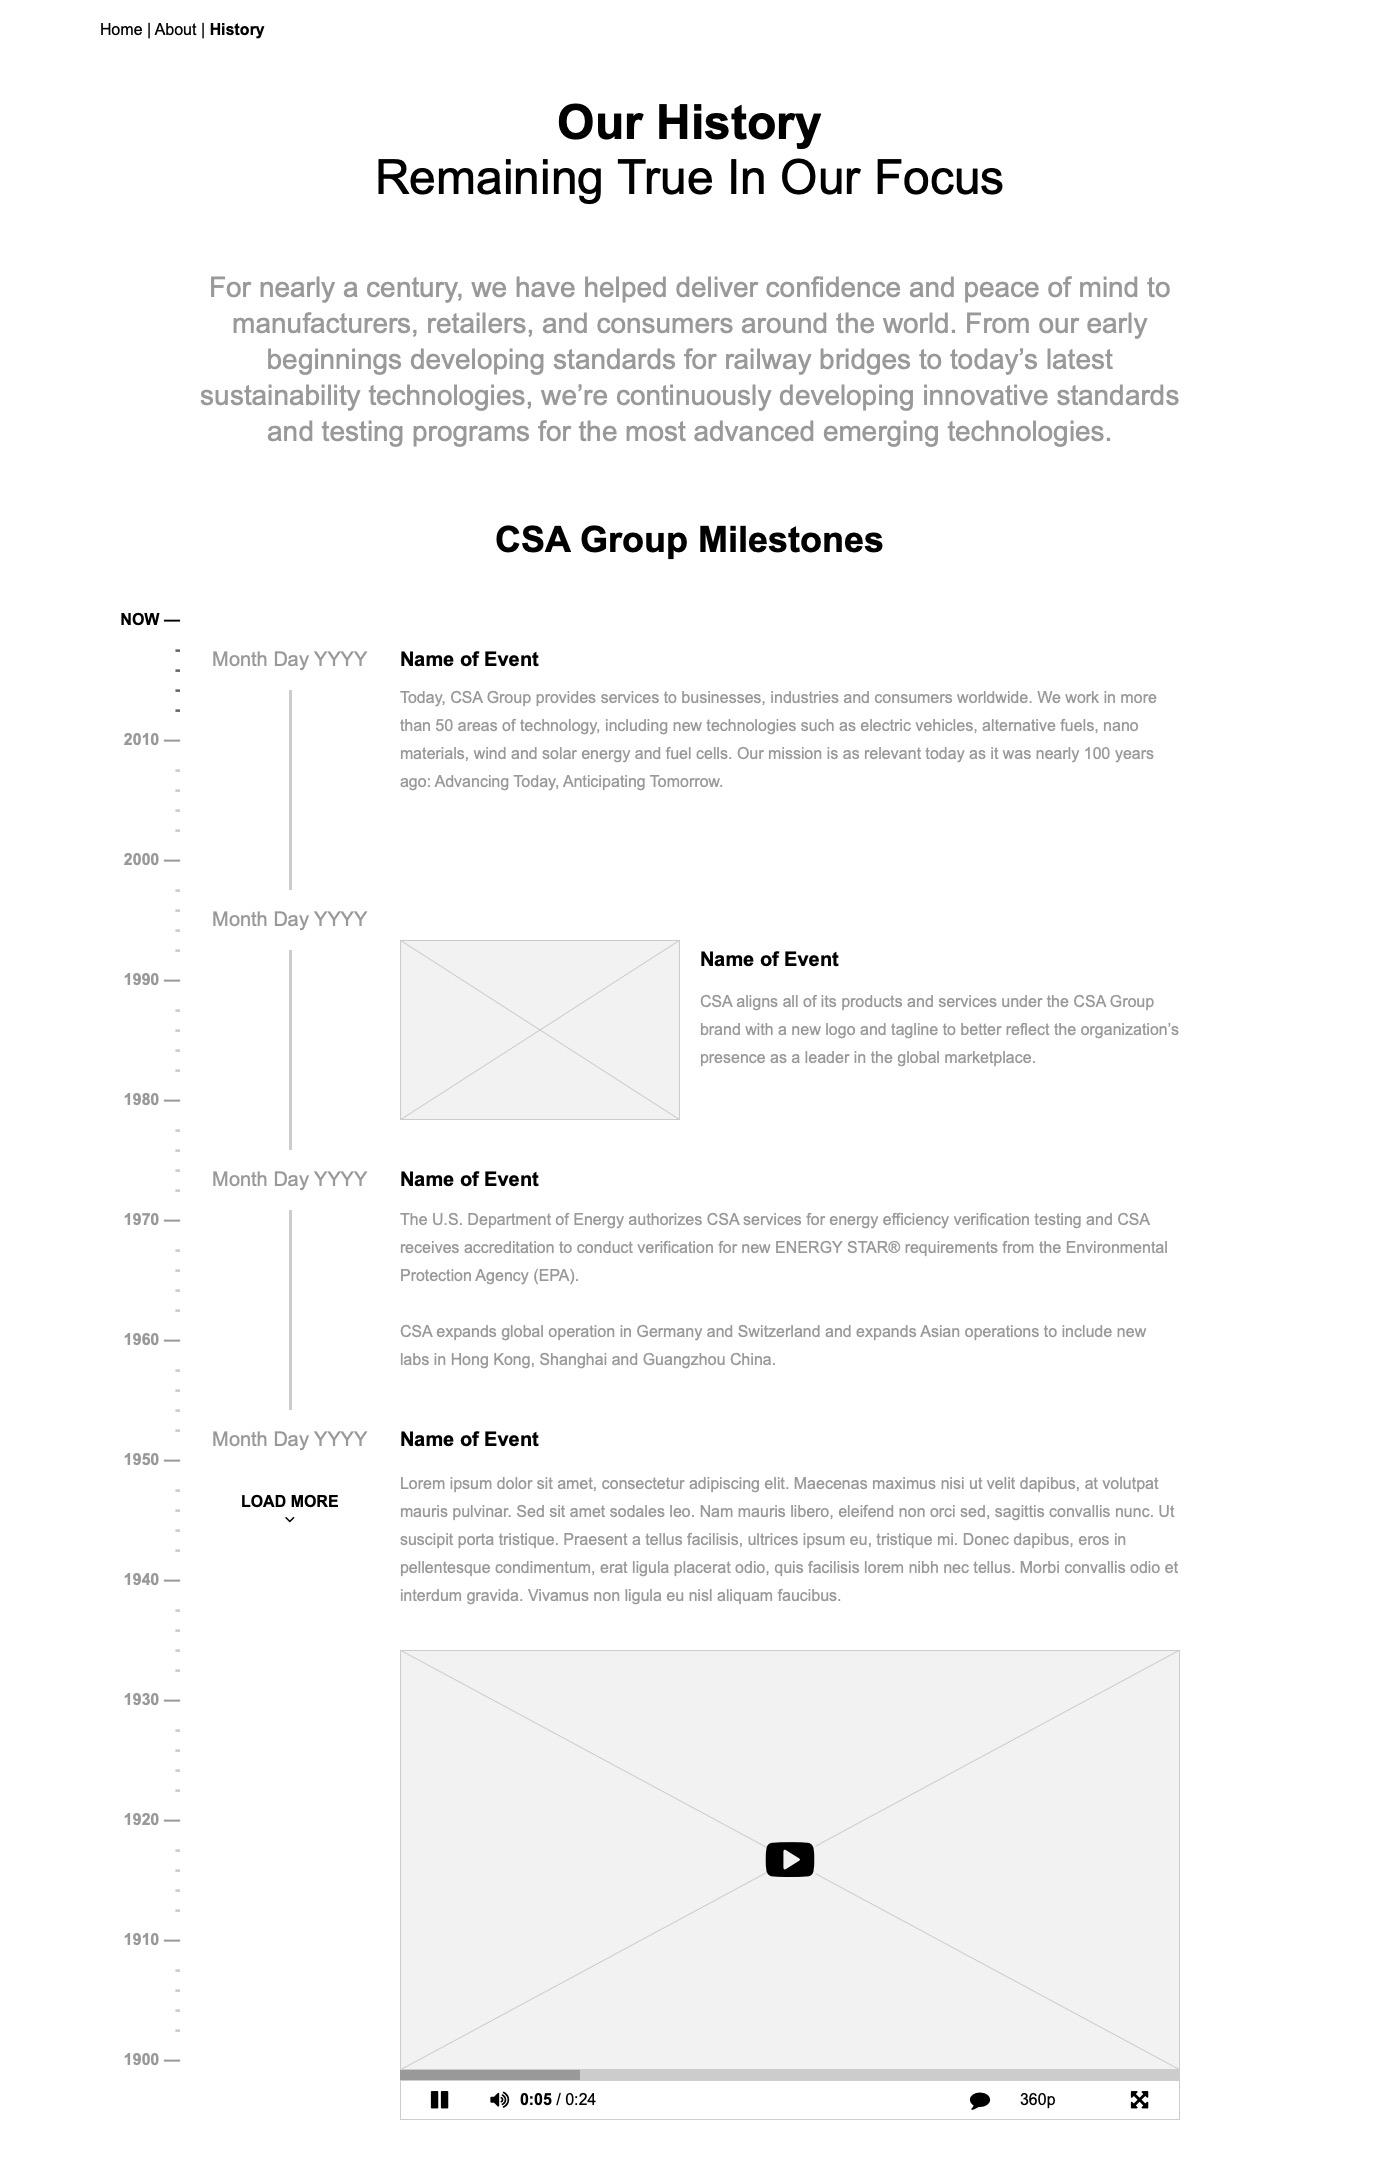 Home | About | History
Our History
Remaining True In Our Focus
For nearly a century, we have helped deliver confidence and peace of mind to
manufacturers, retailers, and consumers around the world. From our early
beginnings developing standards for railway bridges to today’s latest
sustainability technologies, we’re continuously developing innovative standards
and testing programs for the most advanced emerging technologies.
CSA Group Milestones
NOW
2010
2000
1990
1980
1970
1960
1950
1940
1930
1920
1910
1900
Month Day YYYY
Name of Event
Today, CSA Group provides services to businesses, industries and consumers worldwide. We work in more
than 50 areas of technology, including new technologies such as electric vehicles, alternative fuels, nano
materials, wind and solar energy and fuel cells. Our mission is as relevant today as it was nearly 100 years
ago: Advancing Today, Anticipating Tomorrow.
Month Day YYYY
Name of Event
CSA aligns all of its products and services under the CSA Group
brand with a new logo and tagline to better reflect the organization’s
presence as a leader in the global marketplace.
Month Day YYYY
Name of Event
The U.S. Department of Energy authorizes CSA services for energy efficiency verification testing and CSA
receives accreditation to conduct verification for new ENERGY STAR® requirements from the Environmental
Protection Agency (EPA).
CSA expands global operation in Germany and Switzerland and expands Asian operations to include new
labs in Hong Kong, Shanghai and Guangzhou China.
Month Day YYYY
LOAD MORE
Name of Event
Lorem ipsum dolor sit amet, consectetur adipiscing elit. Maecenas maximus nisi ut velit dapibus, at volutpat
mauris pulvinar. Sed sit amet sodales leo. Nam mauris libero, eleifend non orci sed, sagittis convallis nunc. Ut
suscipit porta tristique. Praesent a tellus facilisis, ultrices ipsum eu, tristique mi. Donec dapibus, eros in
pellentesque condimentum, erat ligula placerat odio, quis facilisis lorem nibh nec tellus. Morbi convallis odio et
interdum gravida. Vivamus non ligula eu nisl aliquam faucibus.
0:05 / 0:24
360p